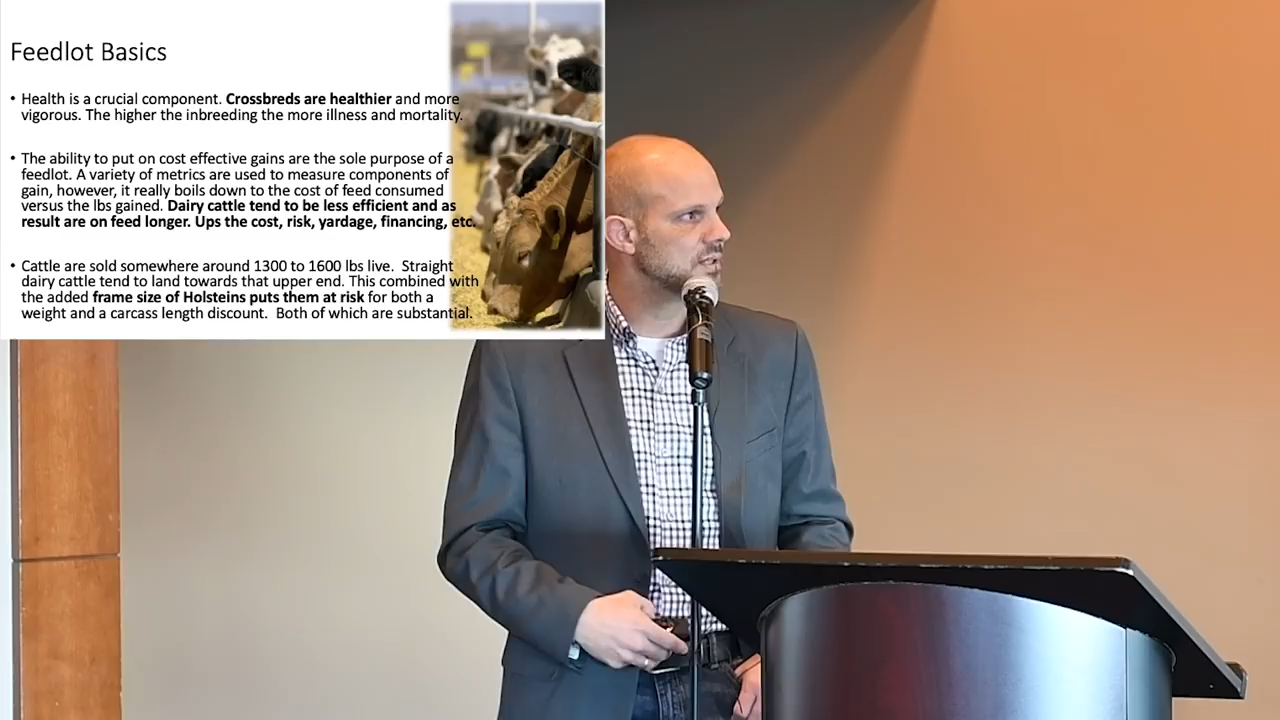 Feedlot Basics
• Health is a crucial component. Crossbreds are healthier and more
vigorous. The higher the inbreeding the more illness and mortality.
• The ability to put on cost effective gains are the sole purpose of a
feedlot. A variety of metrics are used to measure components of
gain, however, it really boils down to the cost of feed consumed
versus the lbs gained. Dairy cattle tend to be less efficient and as
result are on feed longer. Ups the cost, risk, yardage, financing, etc.
• Cattle are sold somewhere around 1300 to 1600 lbs live. Straight
dairy cattle tend to land towards that upper end. This combined with
the added frame size of Holsteins puts them at risk for both a
weight and a carcass length discount. Both of which are substantial.